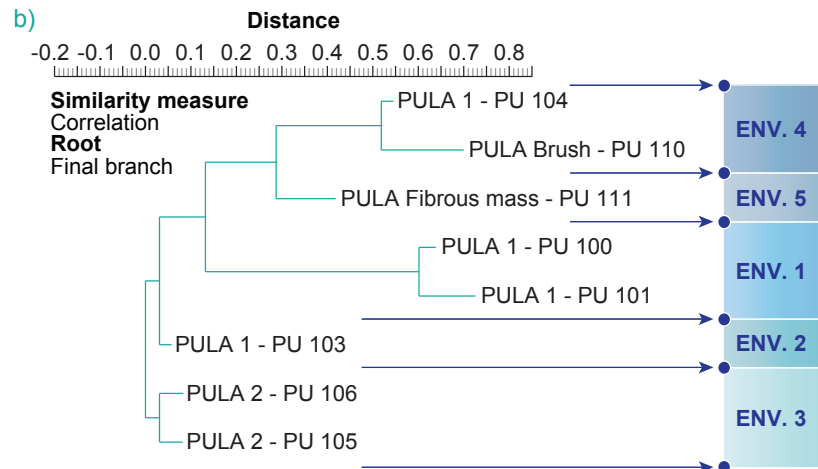 b)
Distance
-0.2 -0.1 0.0 0.1 0.2 0.3 0.4 0.5 0.6 0.7 0.8
Similarity measure
Correlation
Root
Final branch
PULA 1 - PU 104
PULA Brush - PU 110
PULA Fibrous mass - PU 111
PULA 1 - PU 100
PULA 1 - PU 101
PULA 1 - PU 103
PULA 2 - PU 106
PULA 2 - PU 105
ENV. 4
ENV. 5
ENV. 1
ENV. 2
ENV. 3